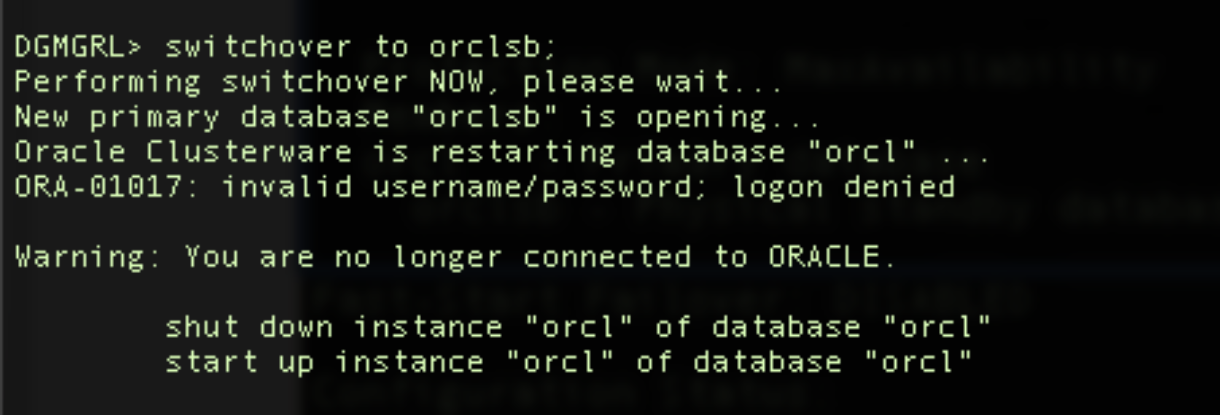 DGMGRL> switchover to orclsb;
Performing switchover NOW, please wait...
New primary database "orclsb" is opening...
Oracle Clusterware is restarting database "orcl" ...
ORA-01017: invalid username/password; logon denied
Warning: You are no longer connected to ORACLE.
shut down instance "orcl" of database "orcl"
start up instance "orcl" of database "orcl"